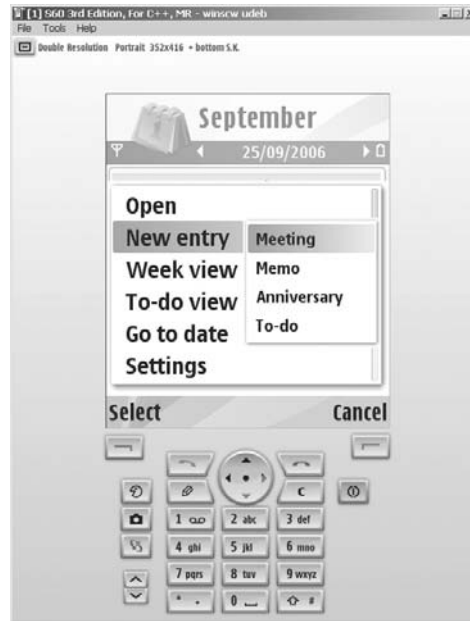 [1] S60 3rd Edition, For C++, MR - winscw udeb
File Tools Help
Double Resolution Portrait 352x416 • bottom S.K.
September
25/09/2006
Open
New entry
Meeting
Week view
Memo
To-do view
Anniversary
Go to date
To-do
Settings
Select Cancel
C
1 2 abc 3 def
4 ghi 5 jkl 6 mno
7 pqrs 8 tuv 9 wxyz
* + 0 #